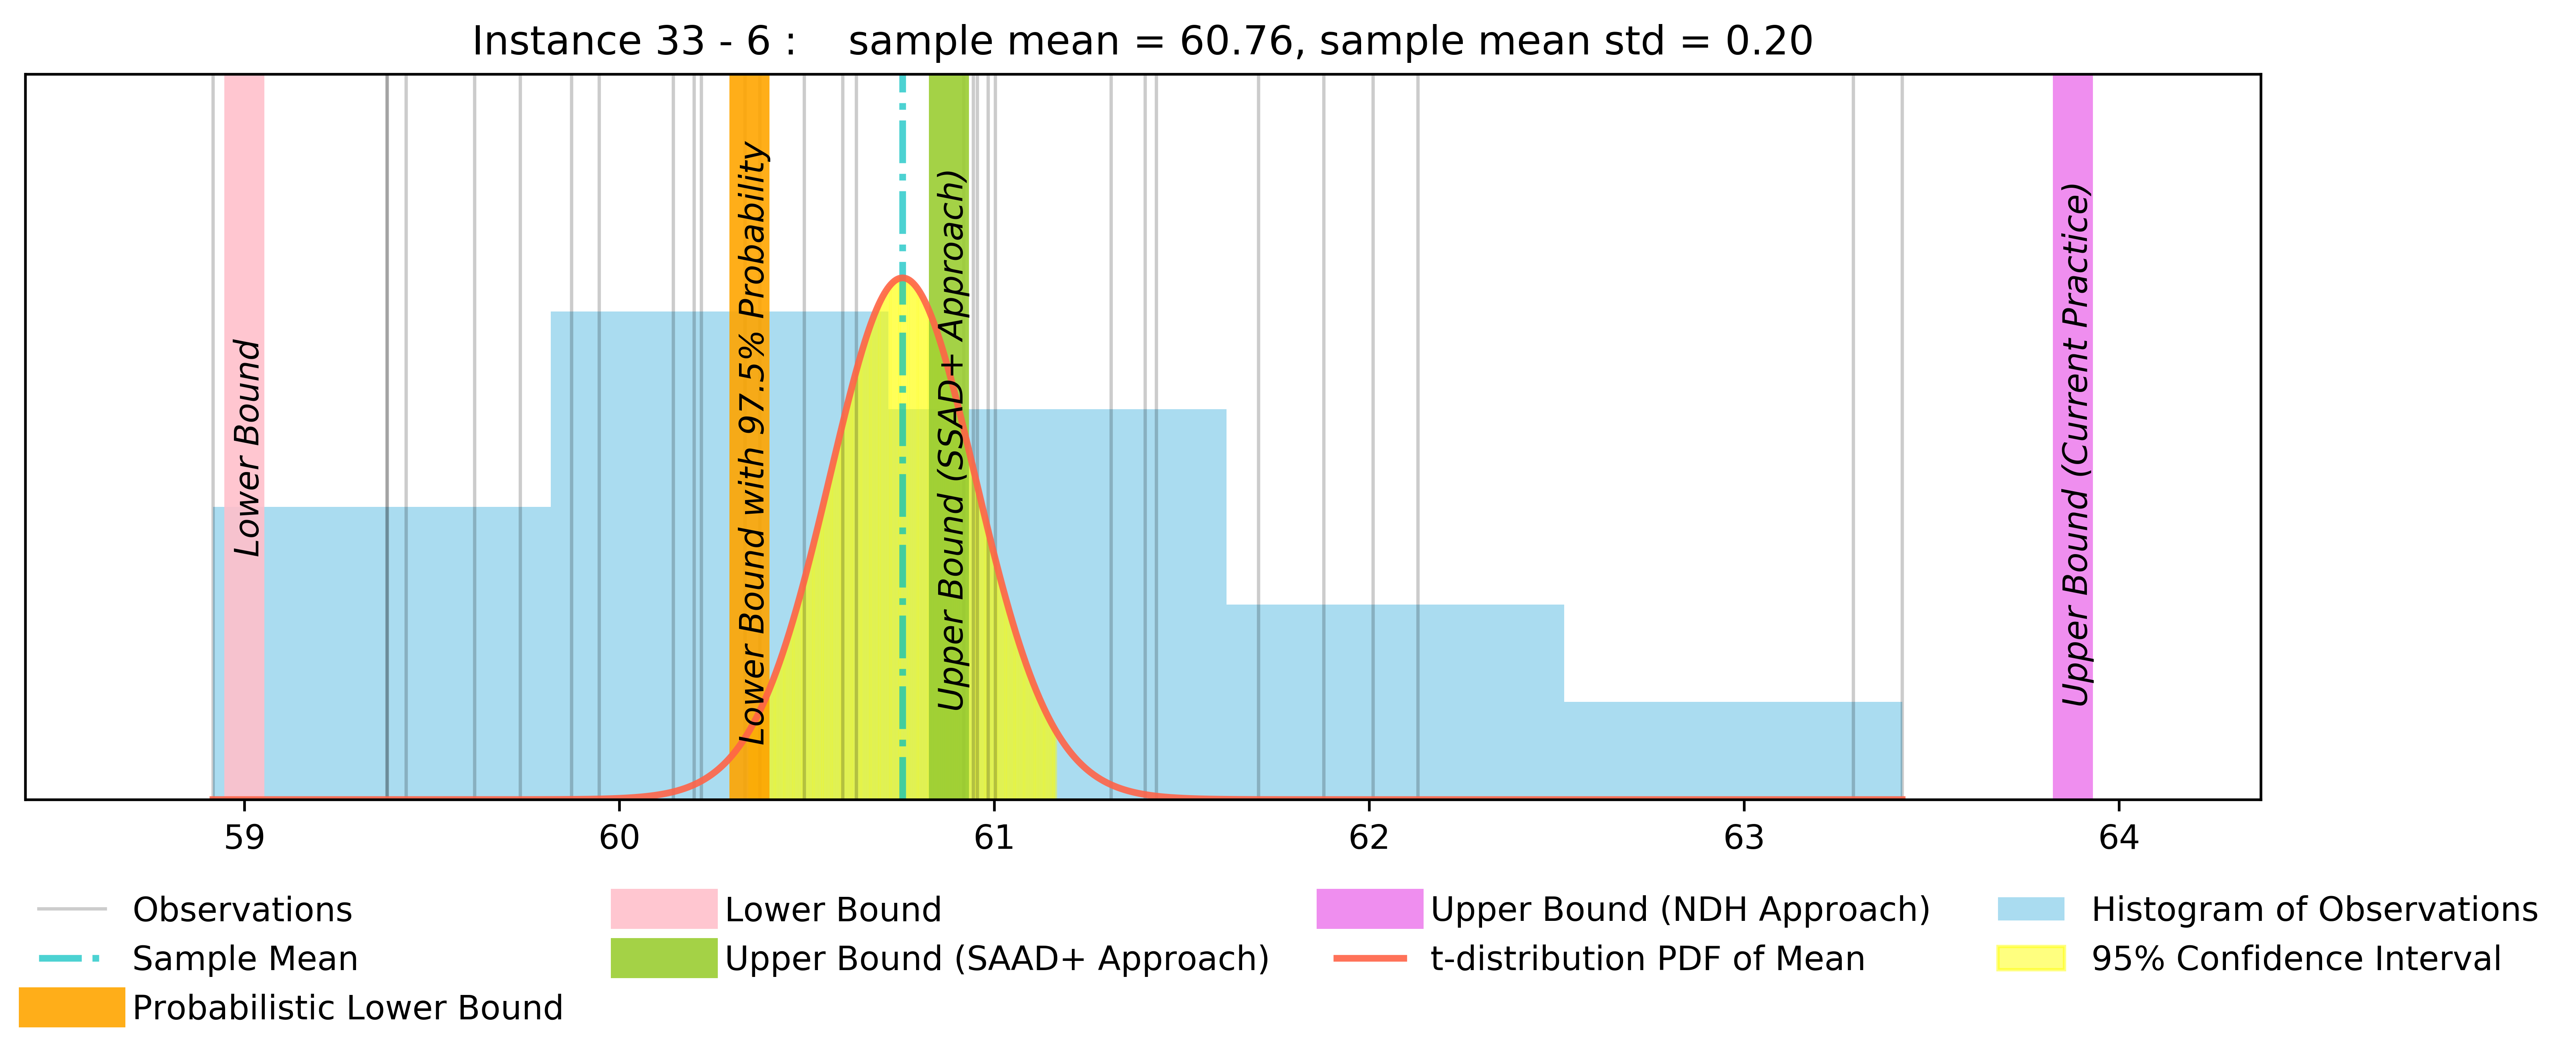 Instance 33 - 6 :    sample mean = 60.76, sample mean std = 0.20
Lower Bound
Lower Bound with 97.5% Probability
Upper Bound (SSAD+ Approach)
Upper Bound (Current Practice)
59 60 61 62 63 64
Observations
Sample Mean
Probabilistic Lower Bound
Lower Bound
Upper Bound (SAAD+ Approach)
Upper Bound (NDH Approach)
t-distribution PDF of Mean
Histogram of Observations
95% Confidence Interval